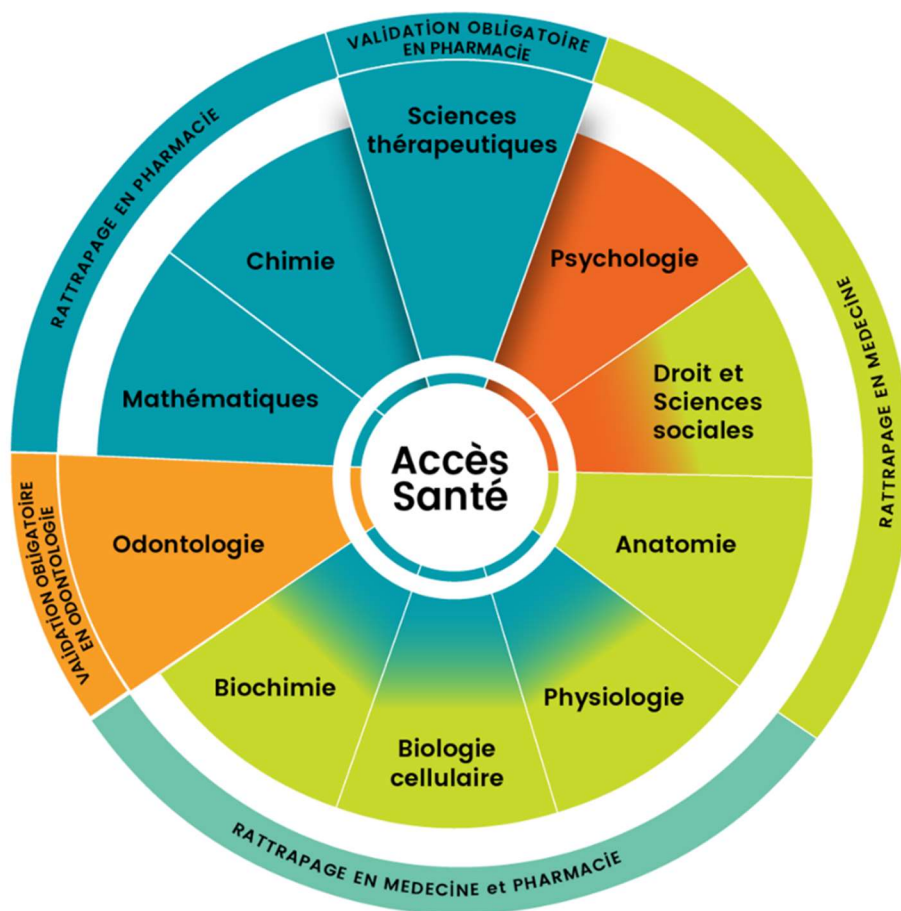 VALiDATiON OBLiGATOiRE
EN PHARMACiE
Sciences
thérapeutiques
Psychologie
Droit et
Sciences
sociales
Anatomie
Physiologie
Biologie
cellulaire
Biochimie
Odontologie
Mathématiques
Chimie
Accès
Santé
RATTRAPAGE EN MEDECiNE
RATTRAPAGE EN MEDECiNE et PHARMACiE
VALiDATiON OBLiGATOiRE
EN ODONTOLOGiE
RATTRAPAGE EN PHARMACiE